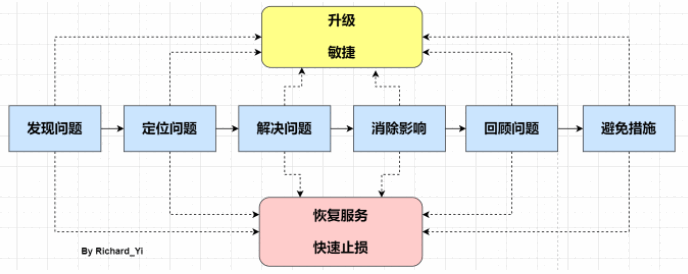 升级
敏捷
发现问题
定位问题
解决问题
消除影响
回顾问题
避免措施
恢复服务
快速止损
By Richard_Yi